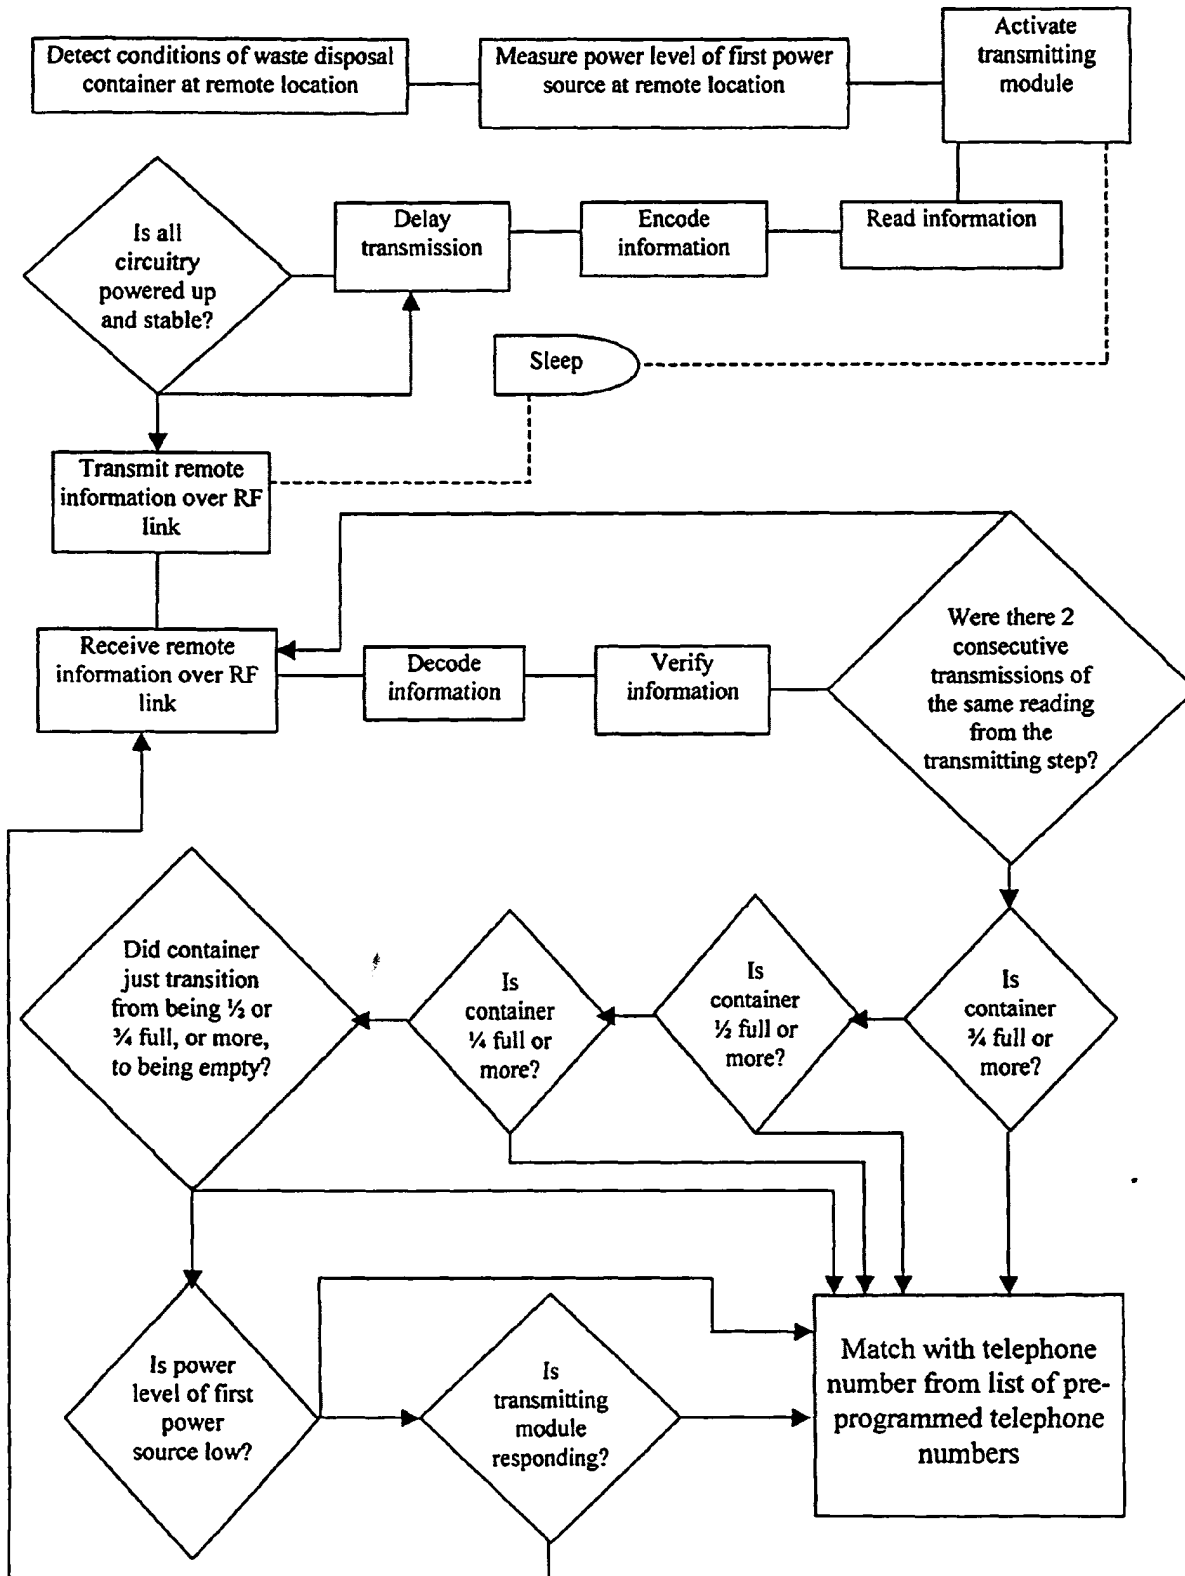 Detect conditions of waste disposal
container at remote location
Measure power level of first power
source at remote location
Activate
transmitting
module
Is all
circuitry
powered up
and stable?
Delay
transmission
Encode
information
Read information
Sleep
Transmit remote
information over RF
link
Receive remote
information over RF
link
Decode
information
Verify
information
Were there 2
consecutive
transmissions of
the same reading
from the
transmitting step?
Did container
just transition
from being ½ or
¾ full, or more,
to being empty?
Is
container
¼ full or
more?
Is
container
½ full or
more?
Is
container
¾ full or
more?
Is power
level of first
power
source low?
Is
transmitting
module
responding?
Match with telephone
number from list of pre-
programmed telephone
numbers